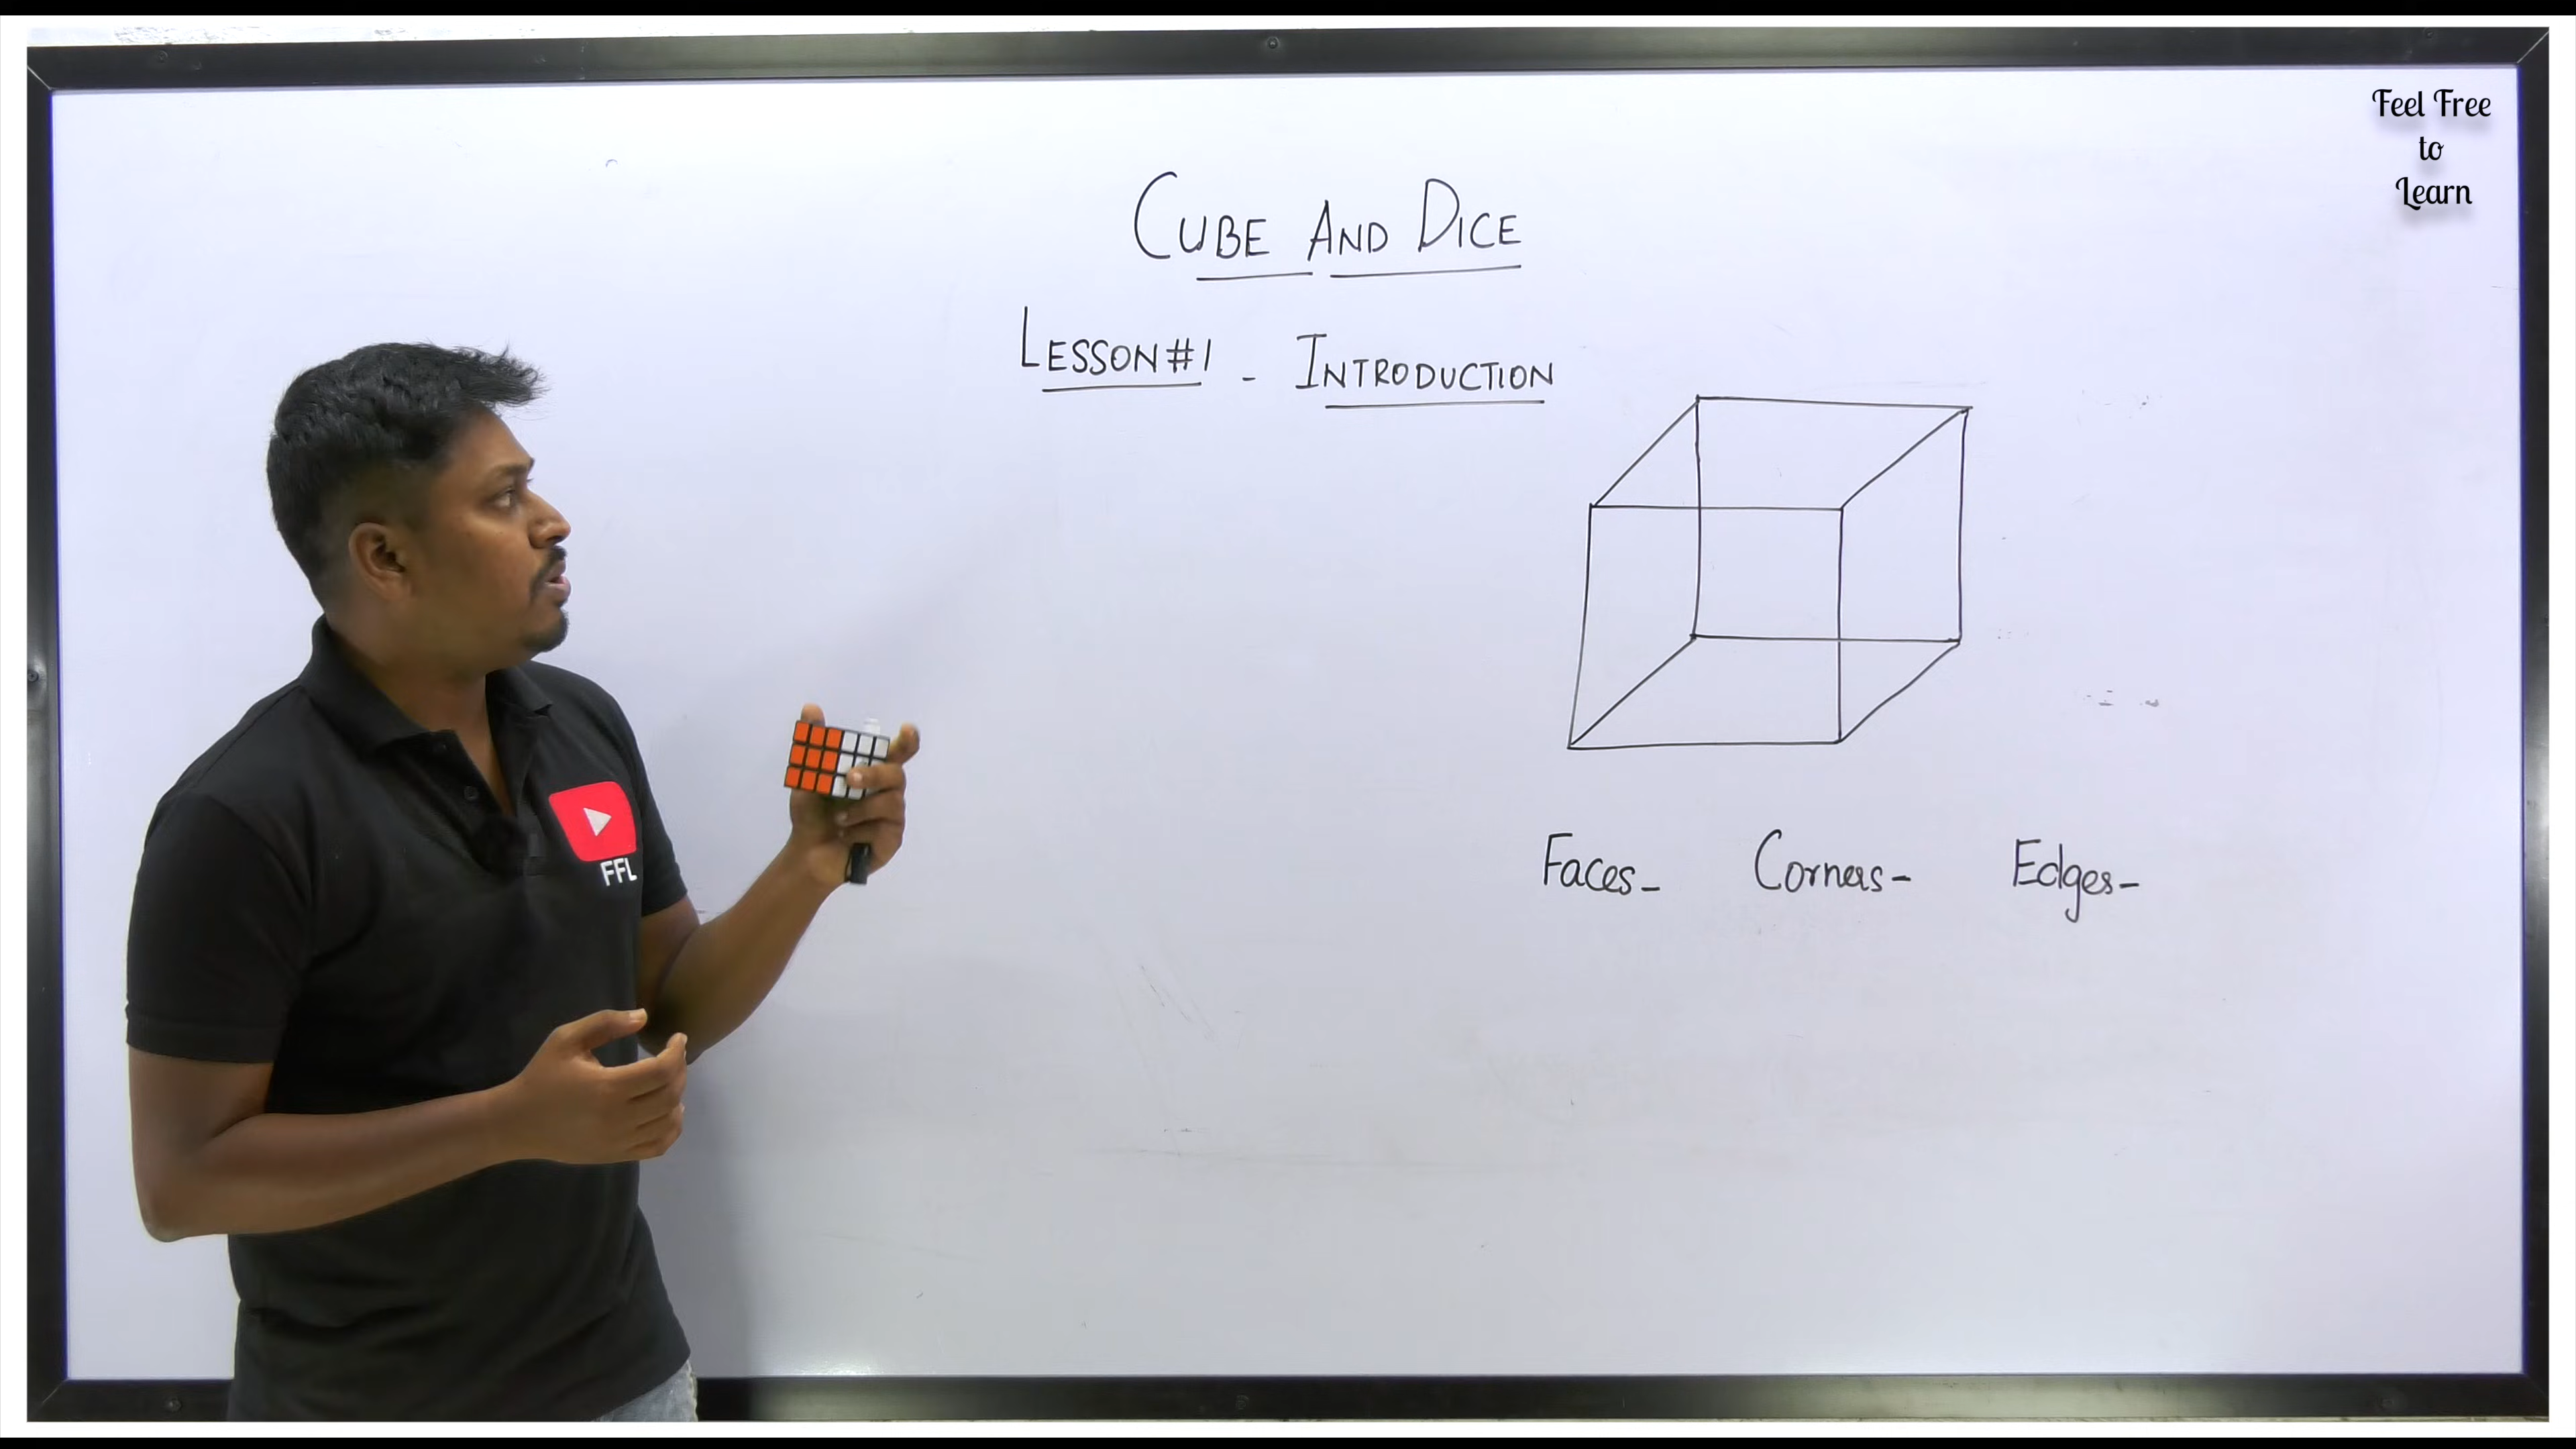 Feel Free
to
Learn
CUBE AND DICE
LESSON#1 - INTRODUCTION
Faces- Corners- Edges-
FFL